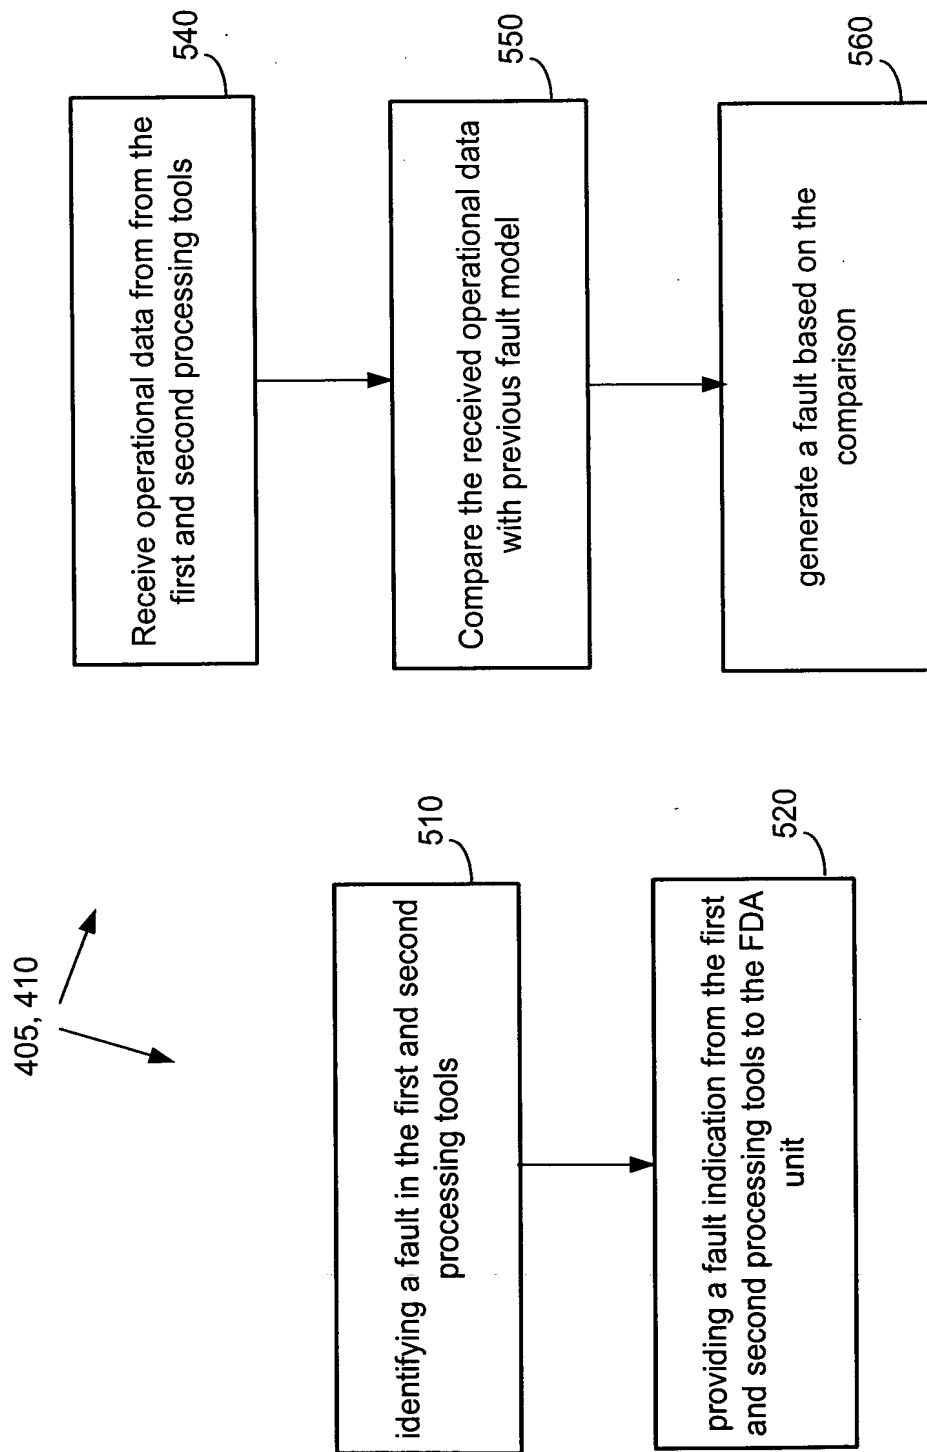 405, 410
510
identifying a fault in the first and second
processing tools
520
providing a fault indication from the first
and second processing tools to the FDA
unit
540
Receive operational data from from the
first and second processing tools
550
Compare the received operational data
with previous fault model
560
generate a fault based on the
comparison